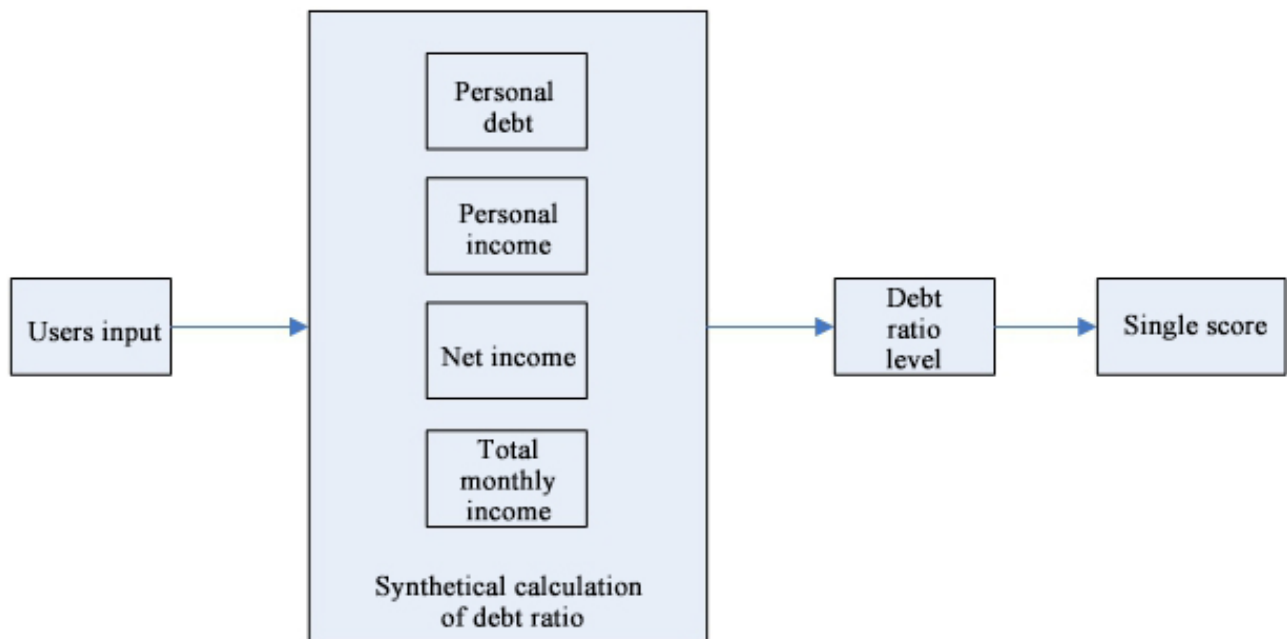 Users input
Personal
debt
Personal
income
Net income
Total
monthly
income
Synthetical calculation
of debt ratio
Debt
ratio
level
Single score